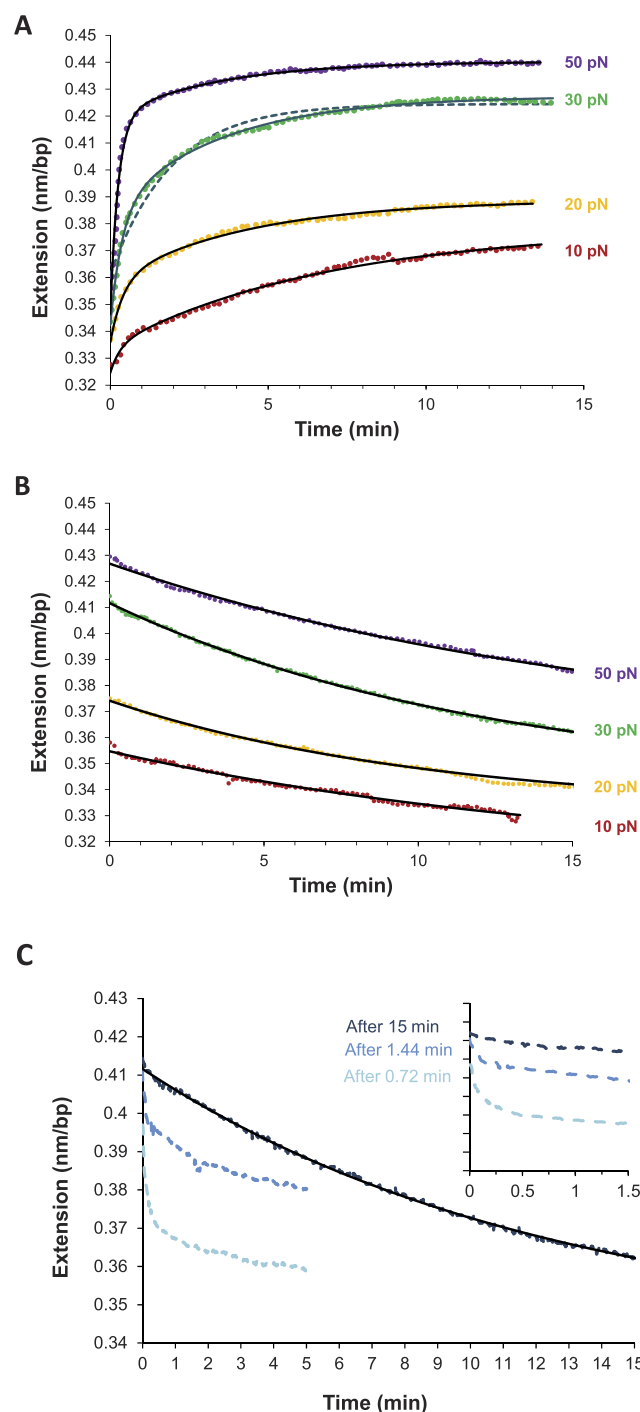 A
0.45
0.44
0.43
0.42
0.41
0.4
0.39
0.38
0.37
0.36
0.35
0.34
0.33
0.32
Extension (nm/bp)
50 pN
30 pN
20 pN
10 pN
0
5
10
15
Time (min)
B
0.45
0.44
0.43
0.42
0.41
0.4
0.39
0.38
0.37
0.36
0.35
0.34
0.33
0.32
Extension (nm/bp)
50 pN
30 pN
20 pN
10 pN
0
5
10
15
Time (min)
C
0.43
0.42
0.41
0.4
0.39
0.38
0.37
0.36
0.35
0.34
Extension (nm/bp)
After 15 min
After 1.44 min
After 0.72 min
0
0.5
1
1.5
0 1 2 3 4 5 6 7 8 9 10 11 12 13 14 15
Time (min)